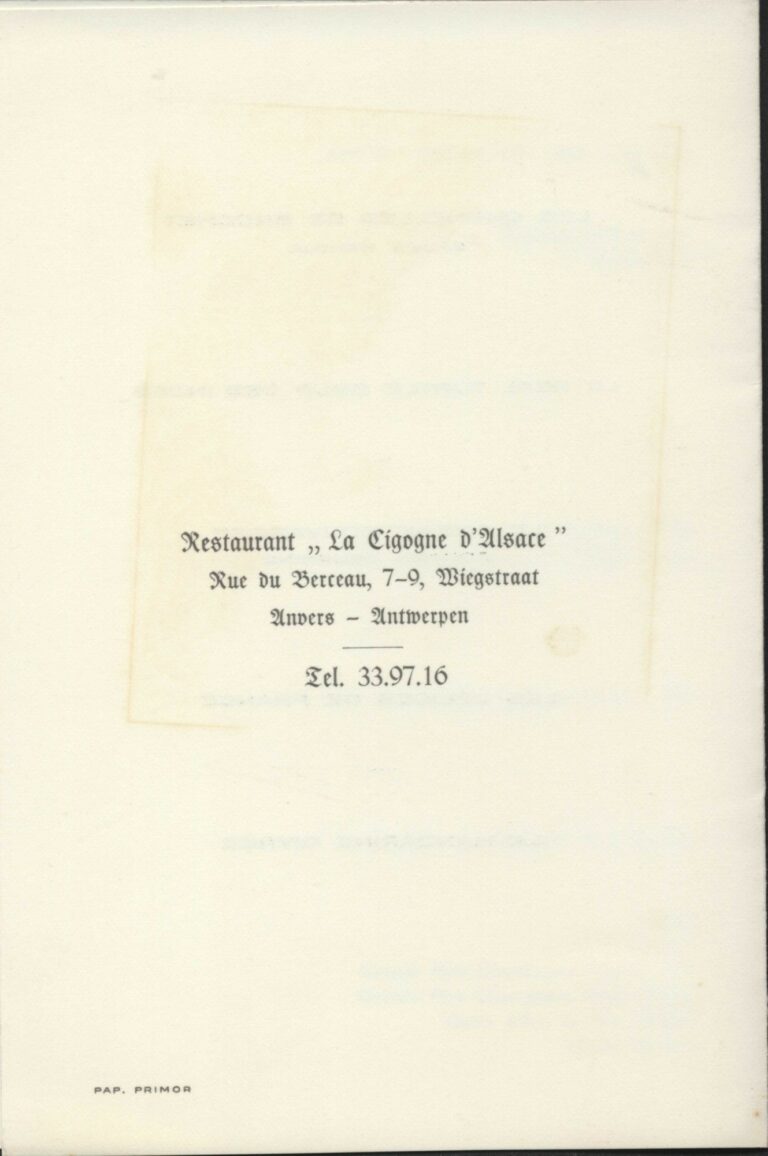 Restaurant „ La Cigogne d'Alsace ”
Rue du Berceau, 7–9, Wiegstraat
Anvers – Antwerpen
Tel. 33.97.16
PAP. PRIMOR